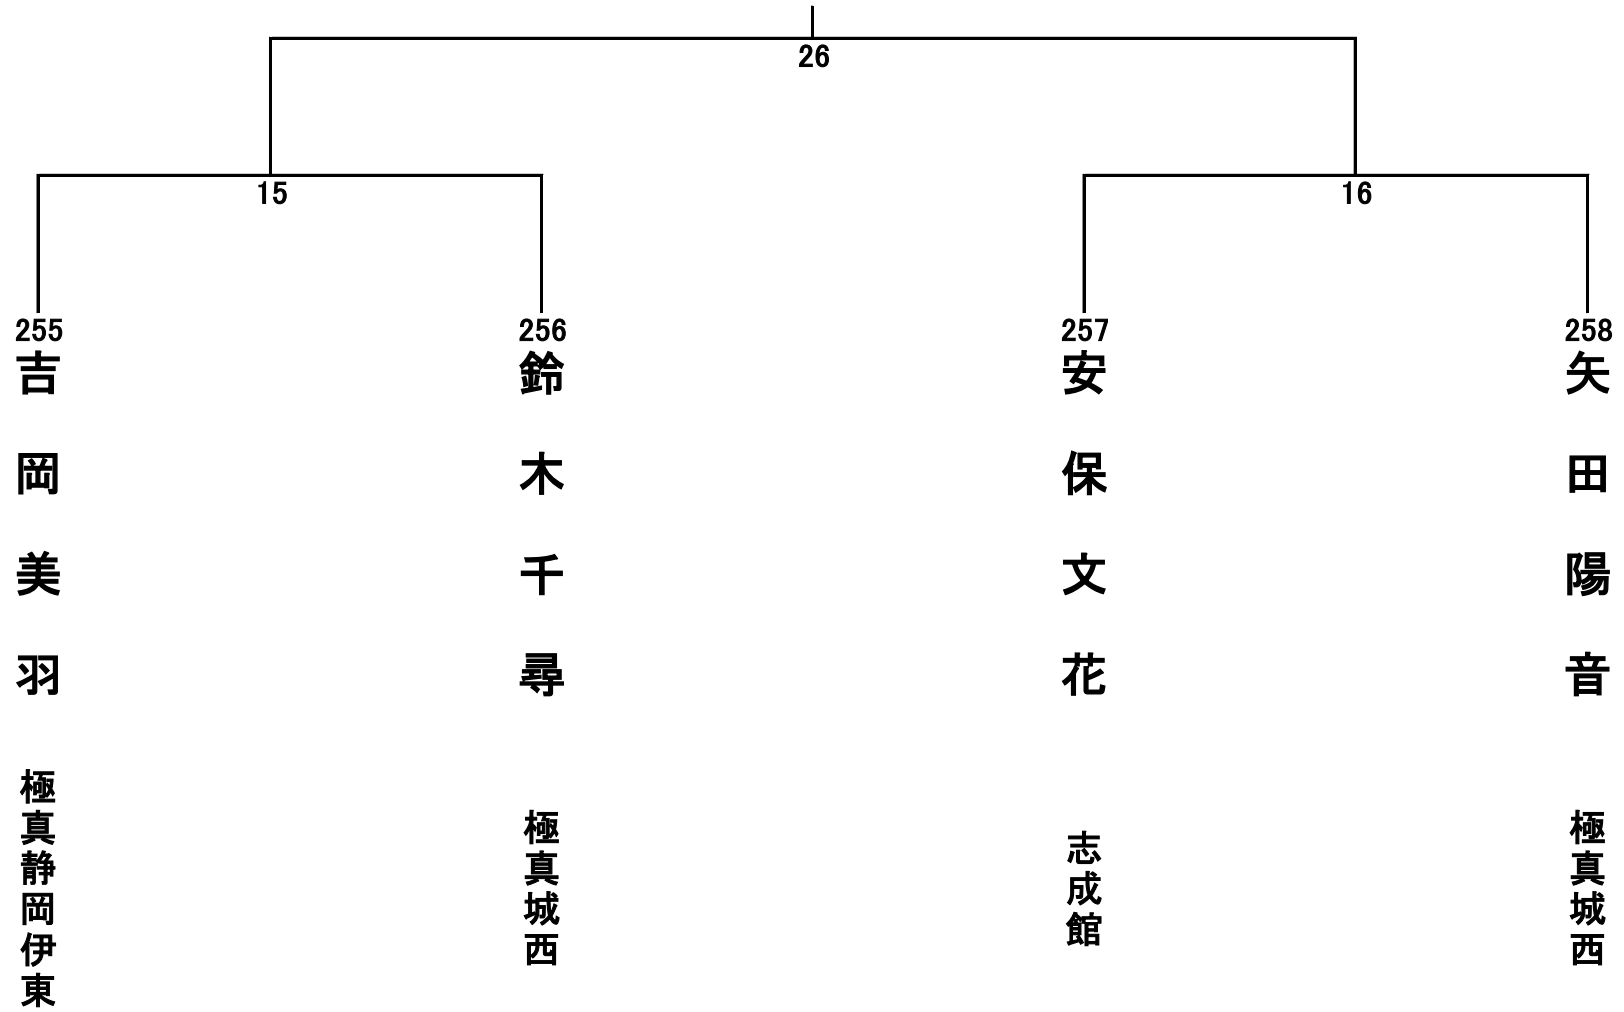 26
15
16
255
吉岡美羽
極真静岡伊東
256
鈴木千尋
極真城西
257
安保文花
志成館
258
矢田陽音
極真城西